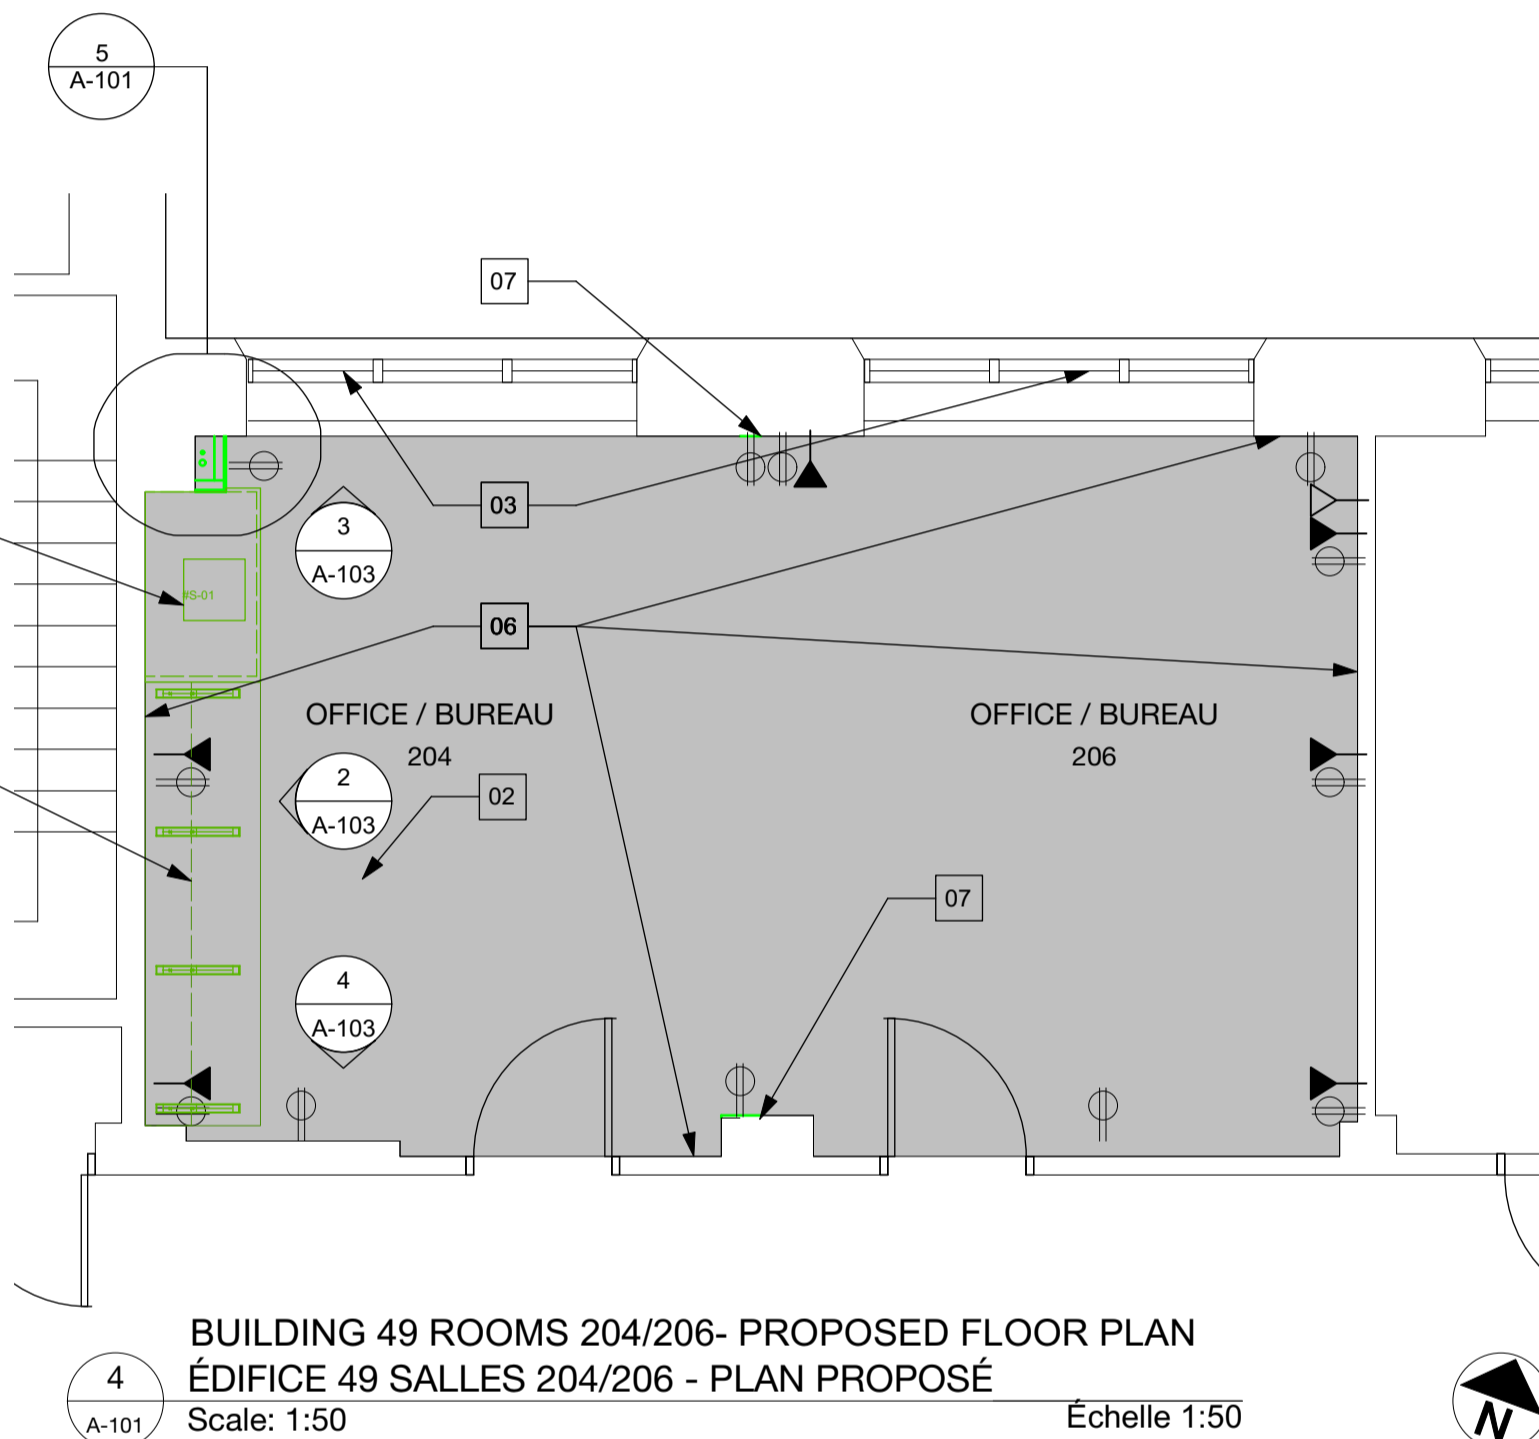 5
A-101
07
03
3
A-103
#S-01
06
OFFICE / BUREAU
204
OFFICE / BUREAU
206
2
A-103
02
07
4
A-103
BUILDING 49 ROOMS 204/206- PROPOSED FLOOR PLAN
ÉDIFICE 49 SALLES 204/206 - PLAN PROPOSÉ
4
A-101
Scale: 1:50
Échelle 1:50
N